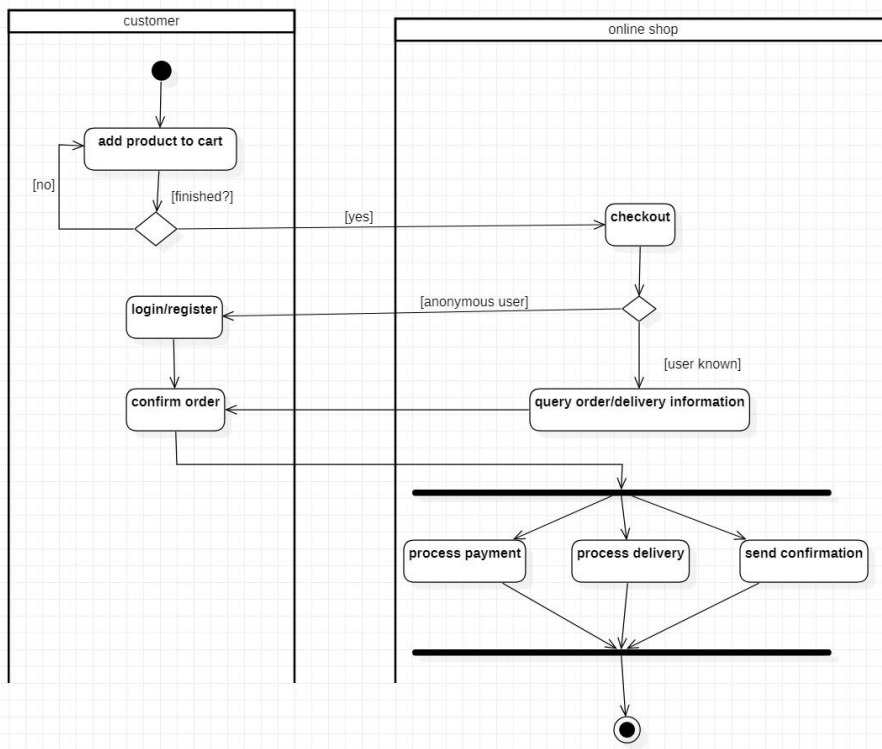 customer
online shop
add product to cart
[no]
[finished?]
[yes]
checkout
login/register
[anonymous user]
[user known]
confirm order
query order/delivery information
process payment
process delivery
send confirmation